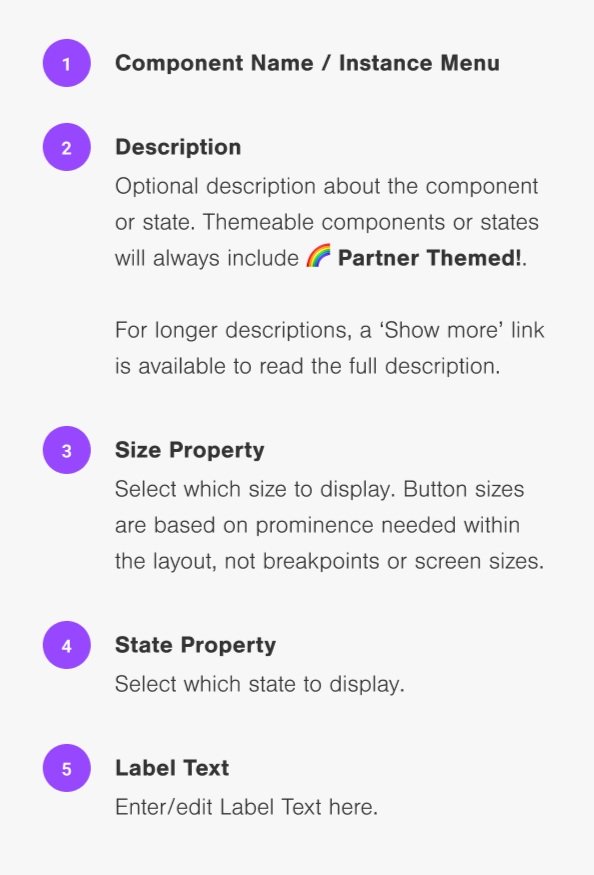 1 Component Name / Instance Menu
2 Description
Optional description about the component
or state. Themeable components or states
will always include 🌈 Partner Themed!.
For longer descriptions, a ‘Show more’ link
is available to read the full description.
3 Size Property
Select which size to display. Button sizes
are based on prominence needed within
the layout, not breakpoints or screen sizes.
4 State Property
Select which state to display.
5 Label Text
Enter/edit Label Text here.